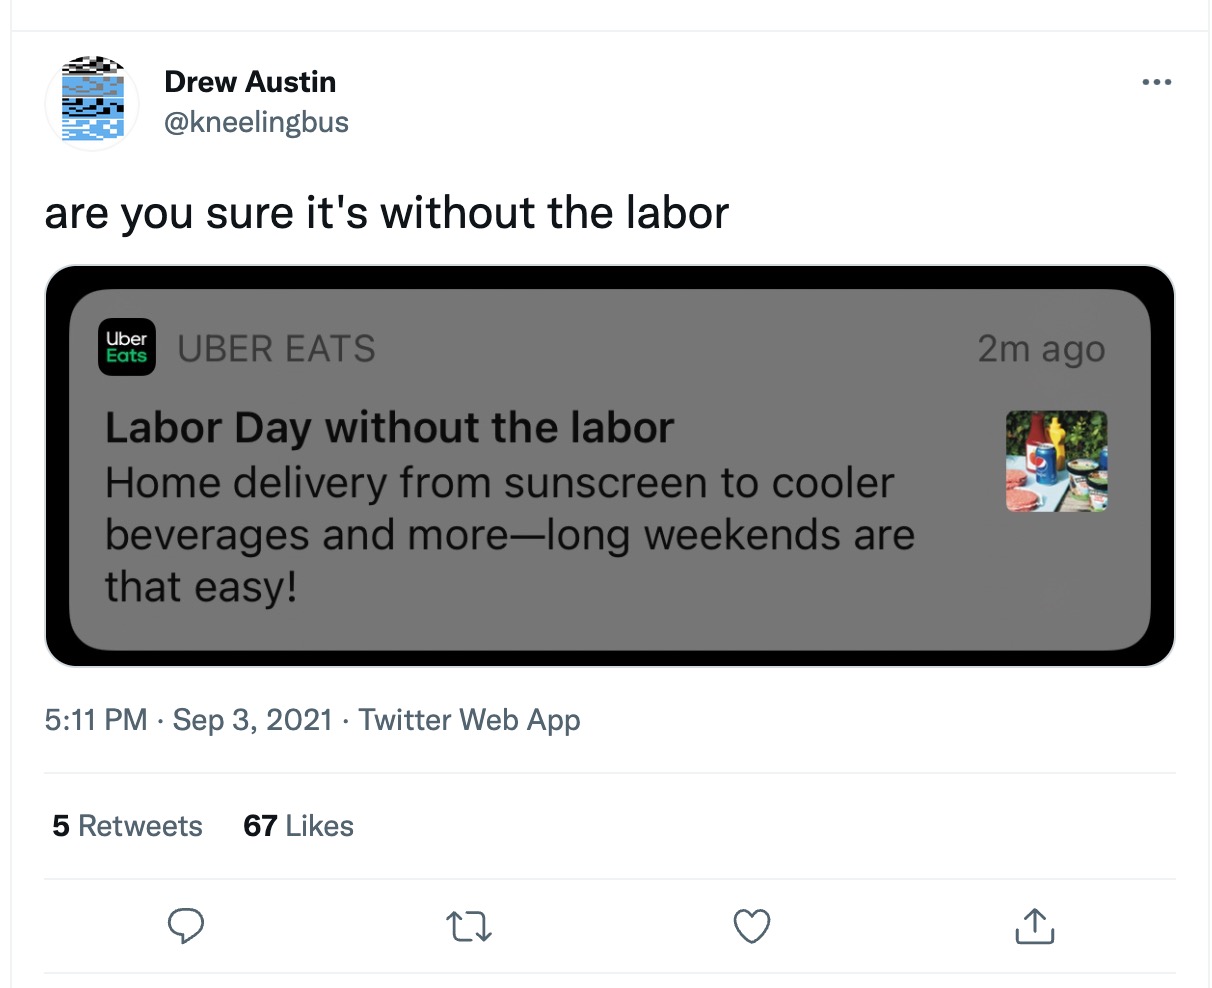 Drew Austin
@kneelingbus
are you sure it's without the labor
Uber
Eats
UBER EATS
2m ago
Labor Day without the labor
Home delivery from sunscreen to cooler
beverages and more—long weekends are
that easy!
5:11 PM · Sep 3, 2021 · Twitter Web App
5 Retweets 67 Likes